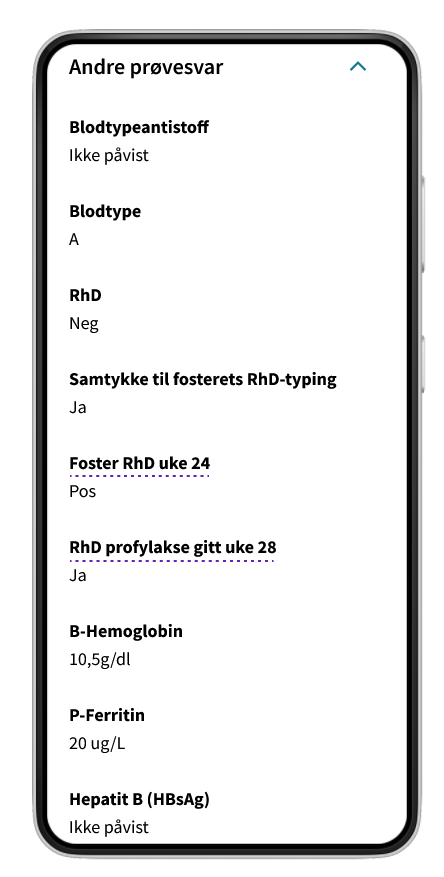 Andre prøvesvar
Blodtypeantistoff
Ikke påvist
Blodtype
A
RhD
Neg
Samtykke til fosterets RhD-typing
Ja
Foster RhD uke 24
Pos
RhD profylakse gitt uke 28
Ja
B-Hemoglobin
10,5g/dl
P-Ferritin
20 ug/L
Hepatit B (HBsAg)
Ikke påvist